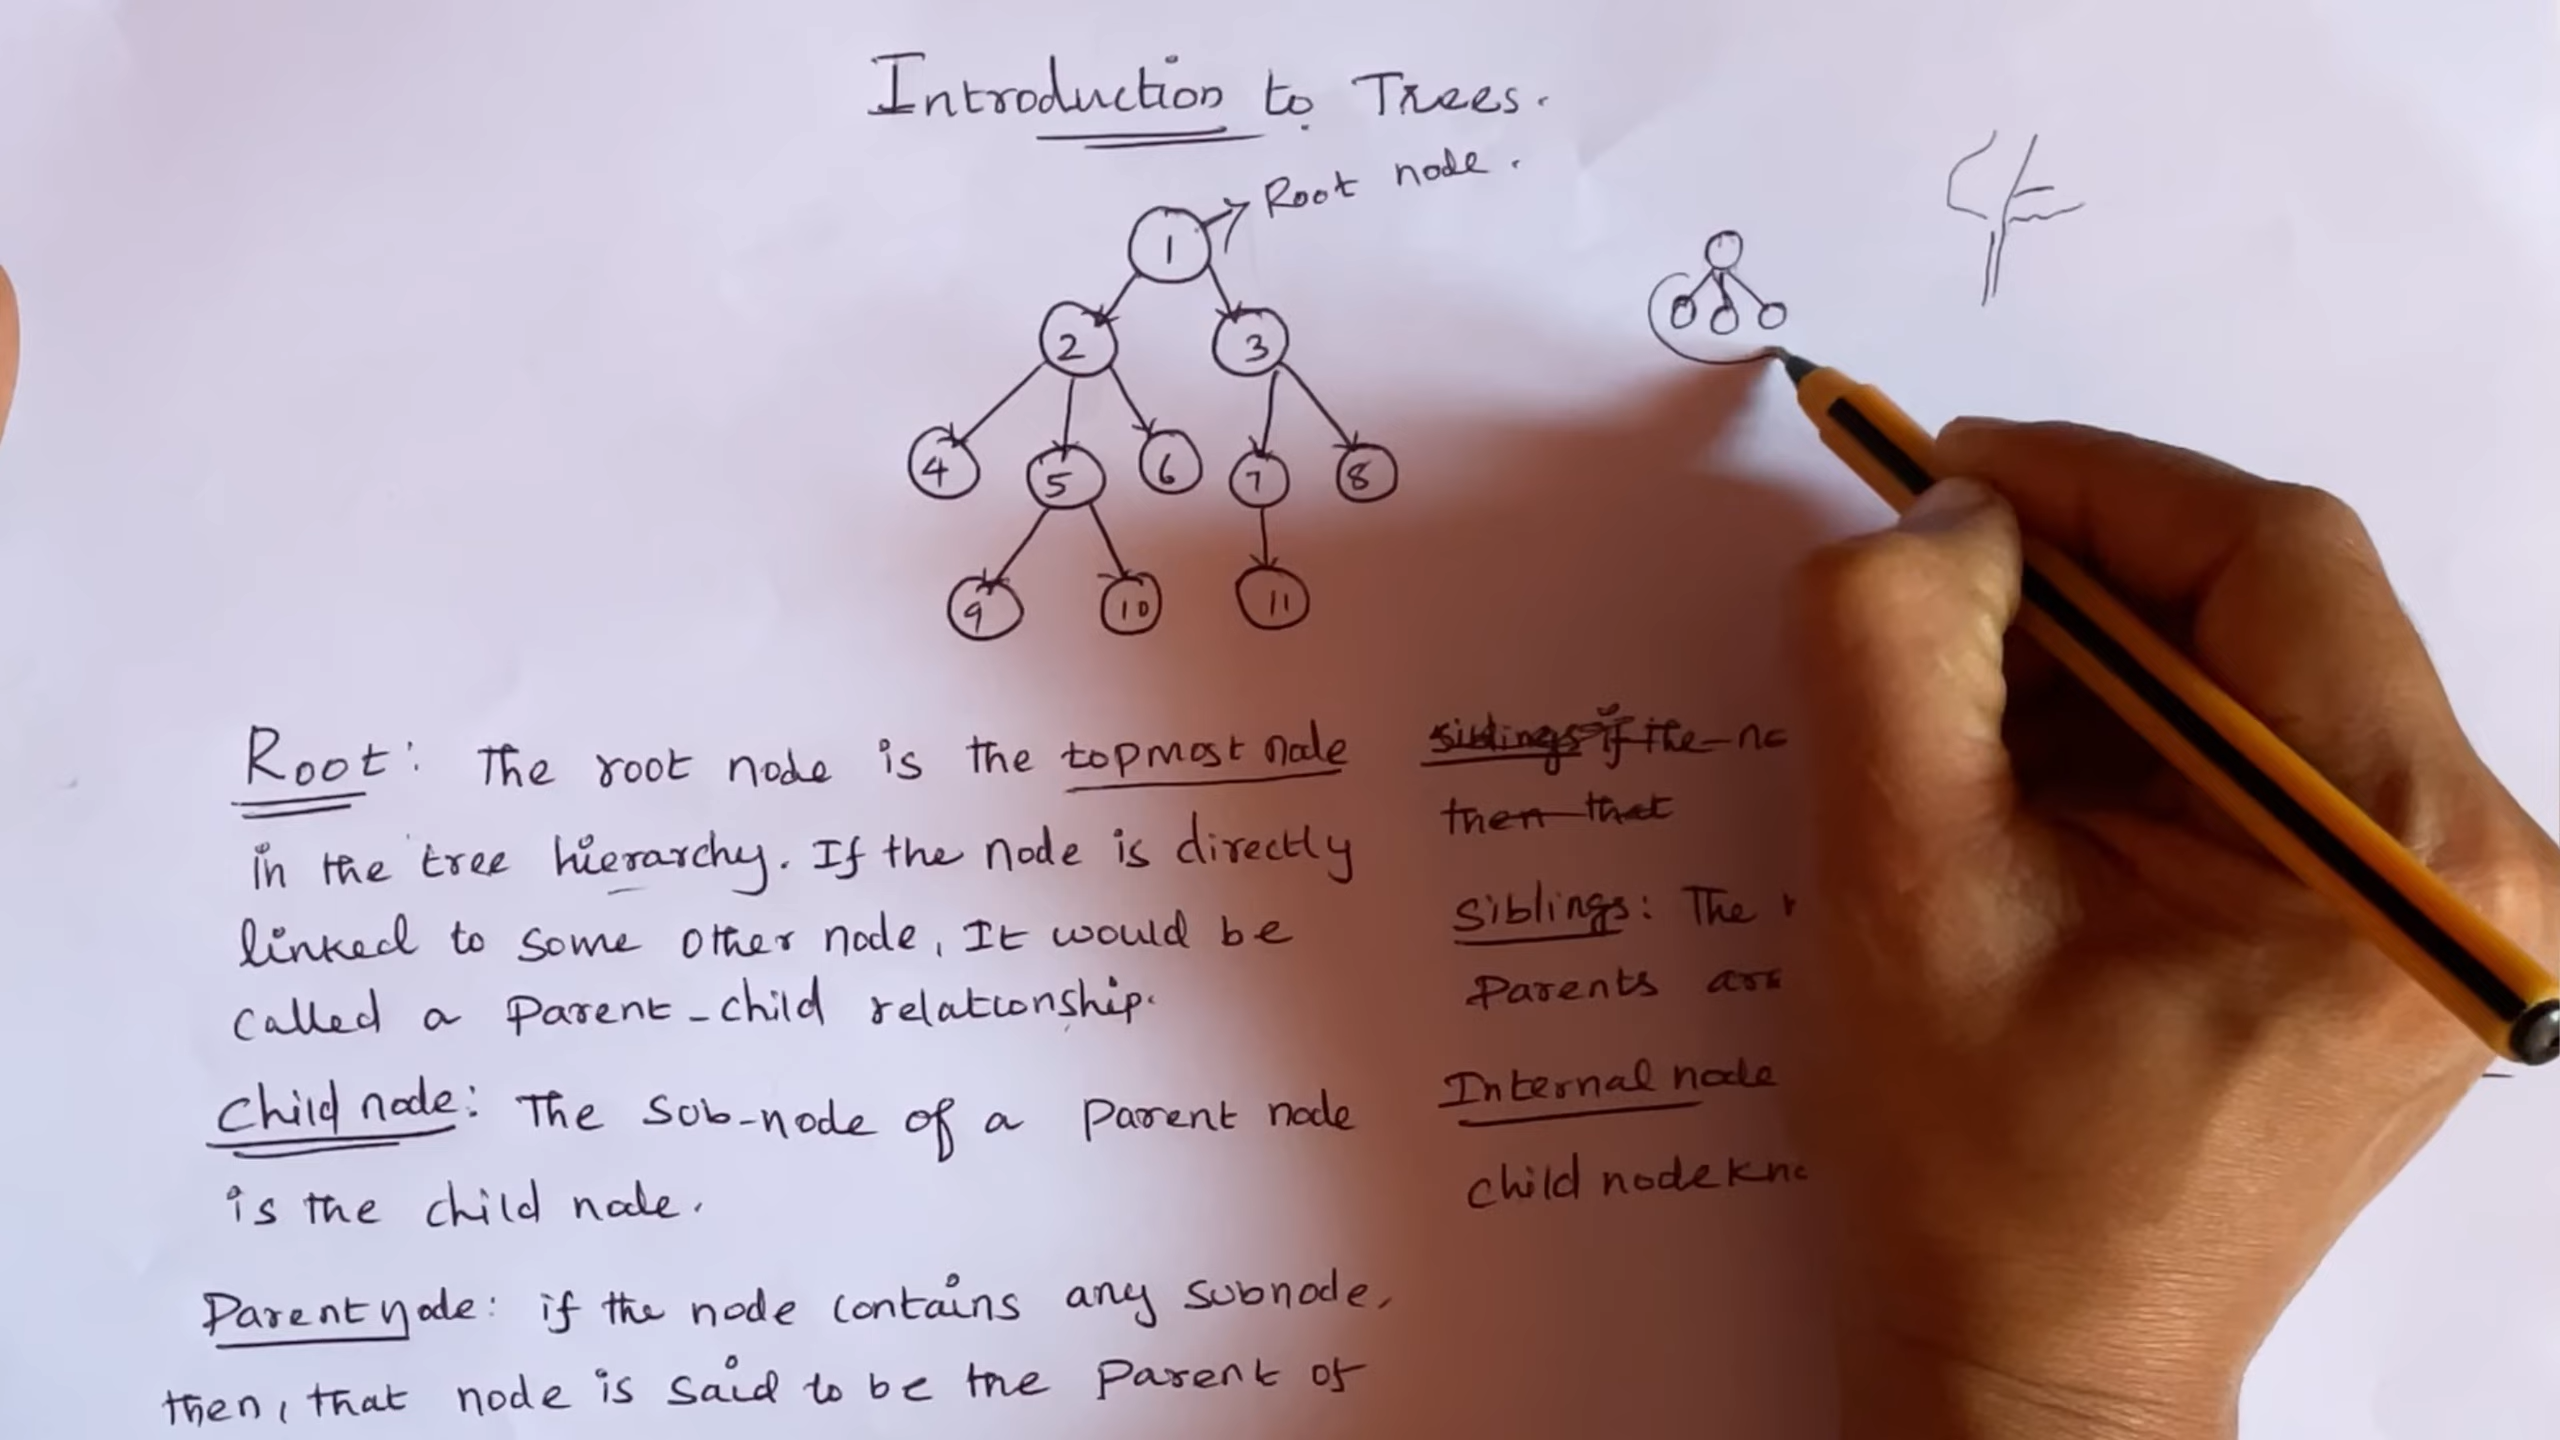 Introduction to Trees.
Root node.
1
2 3
4 5 6 7 8
9 10 11
Root: The root node is the topmost node
in the tree hierarchy. If the node is directly
linked to some other node, It would be
called a Parent-child relationship.
Child node: The Sub-node of a Parent node
is the child node.
Parent node: if the node contains any subnode,
then, that node is said to be the Parent of
siblings if the
then that
Siblings: The
Parents are
Internal node
child node